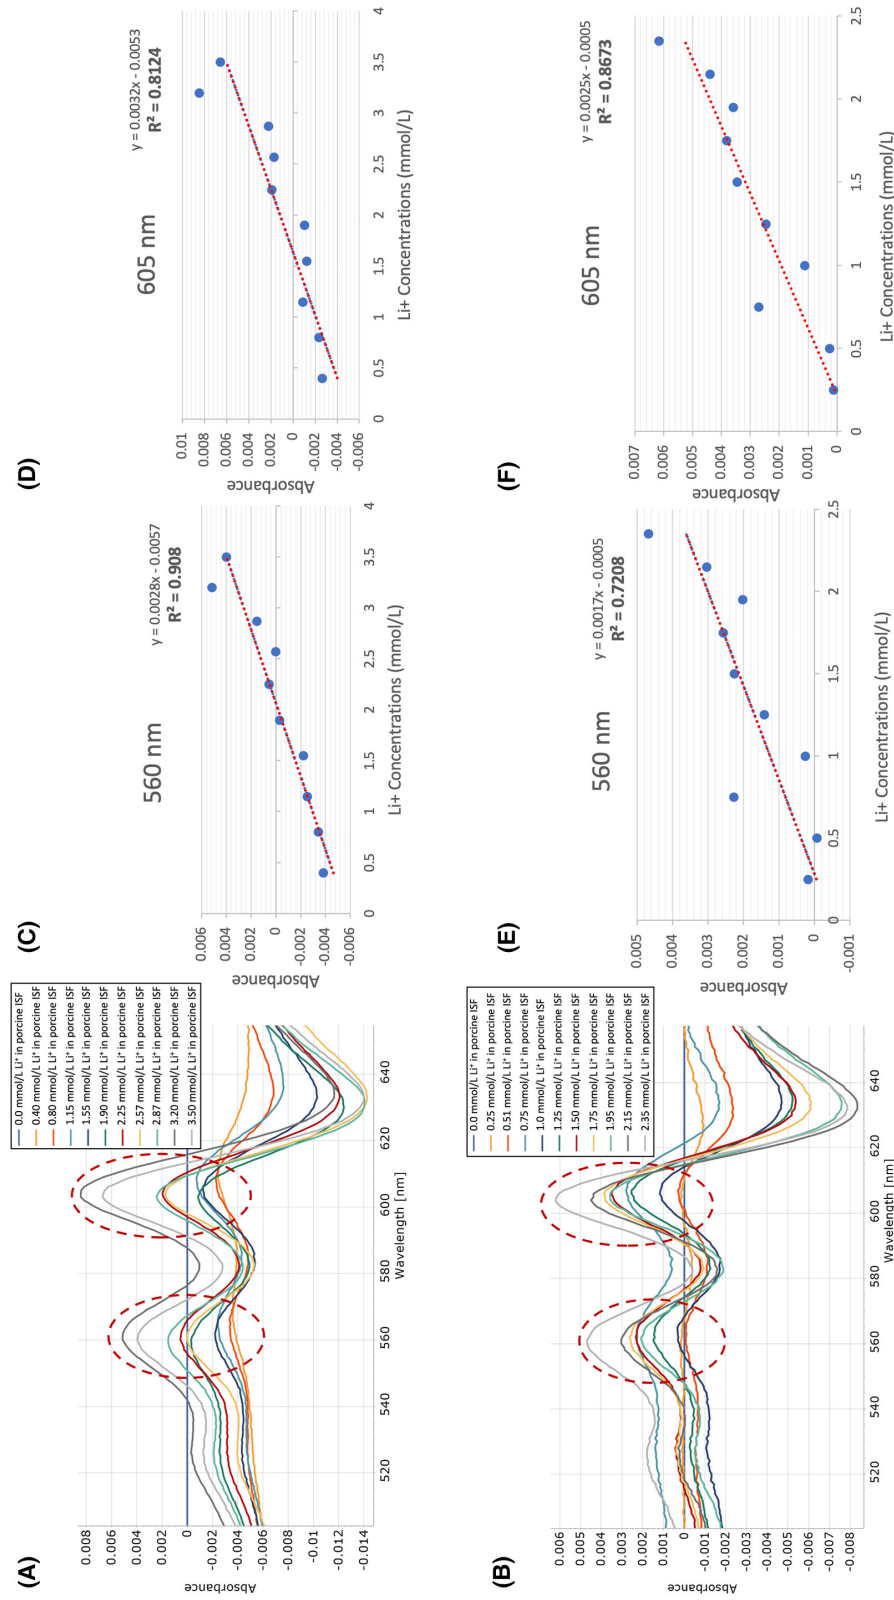 (A)
0.008
0.006
0.004
0.002
0
-0.002
-0.004
-0.006
-0.008
-0.01
-0.012
-0.014
Absorbance
520
540
560
580
600
620
640
Wavelength [nm]
0.0 mmol/L Li⁺ in porcine ISF
0.40 mmol/L Li⁺ in porcine ISF
0.80 mmol/L Li⁺ in porcine ISF
1.15 mmol/L Li⁺ in porcine ISF
1.55 mmol/L Li⁺ in porcine ISF
1.90 mmol/L Li⁺ in porcine ISF
2.25 mmol/L Li⁺ in porcine ISF
2.57 mmol/L Li⁺ in porcine ISF
2.87 mmol/L Li⁺ in porcine ISF
3.20 mmol/L Li⁺ in porcine ISF
3.50 mmol/L Li⁺ in porcine ISF
(C)
560 nm
y = 0.0028x - 0.0057
R² = 0.908
0.006
0.004
0.002
0
-0.002
-0.004
-0.006
Absorbance
0
0.5
1
1.5
2
2.5
3
3.5
4
Li+ Concentrations (mmol/L)
(D)
605 nm
y = 0.0032x - 0.0053
R² = 0.8124
0.01
0.008
0.006
0.004
0.002
0
-0.002
-0.004
-0.006
Absorbance
0
0.5
1
1.5
2
2.5
3
3.5
4
Li+ Concentrations (mmol/L)
(B)
0.006
0.005
0.004
0.003
0.002
0.001
0
-0.001
-0.002
-0.003
-0.004
-0.005
-0.006
-0.007
-0.008
Absorbance
520
540
560
580
600
620
640
Wavelength [nm]
0.0 mmol/L Li⁺ in porcine ISF
0.25 mmol/L Li⁺ in porcine ISF
0.51 mmol/L Li⁺ in porcine ISF
0.75 mmol/L Li⁺ in porcine ISF
1.0 mmol/L Li⁺ in porcine ISF
1.25 mmol/L Li⁺ in porcine ISF
1.50 mmol/L Li⁺ in porcine ISF
1.75 mmol/L Li⁺ in porcine ISF
1.95 mmol/L Li⁺ in porcine ISF
2.15 mmol/L Li⁺ in porcine ISF
2.35 mmol/L Li⁺ in porcine ISF
(E)
560 nm
y = 0.0017x - 0.0005
R² = 0.7208
0.005
0.004
0.003
0.002
0.001
0
-0.001
Absorbance
0
0.5
1
1.5
2
2.5
Li+ Concentrations (mmol/L)
(F)
605 nm
y = 0.0025x - 0.0005
R² = 0.8673
0.007
0.006
0.005
0.004
0.003
0.002
0.001
0
Absorbance
0
0.5
1
1.5
2
2.5
Li+ Concentrations (mmol/L)